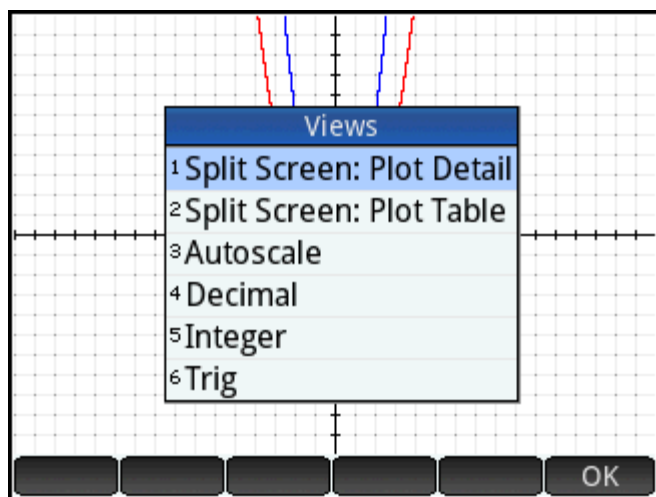 Views
1 Split Screen: Plot Detail
2 Split Screen: Plot Table
3 Autoscale
4 Decimal
5 Integer
6 Trig
OK